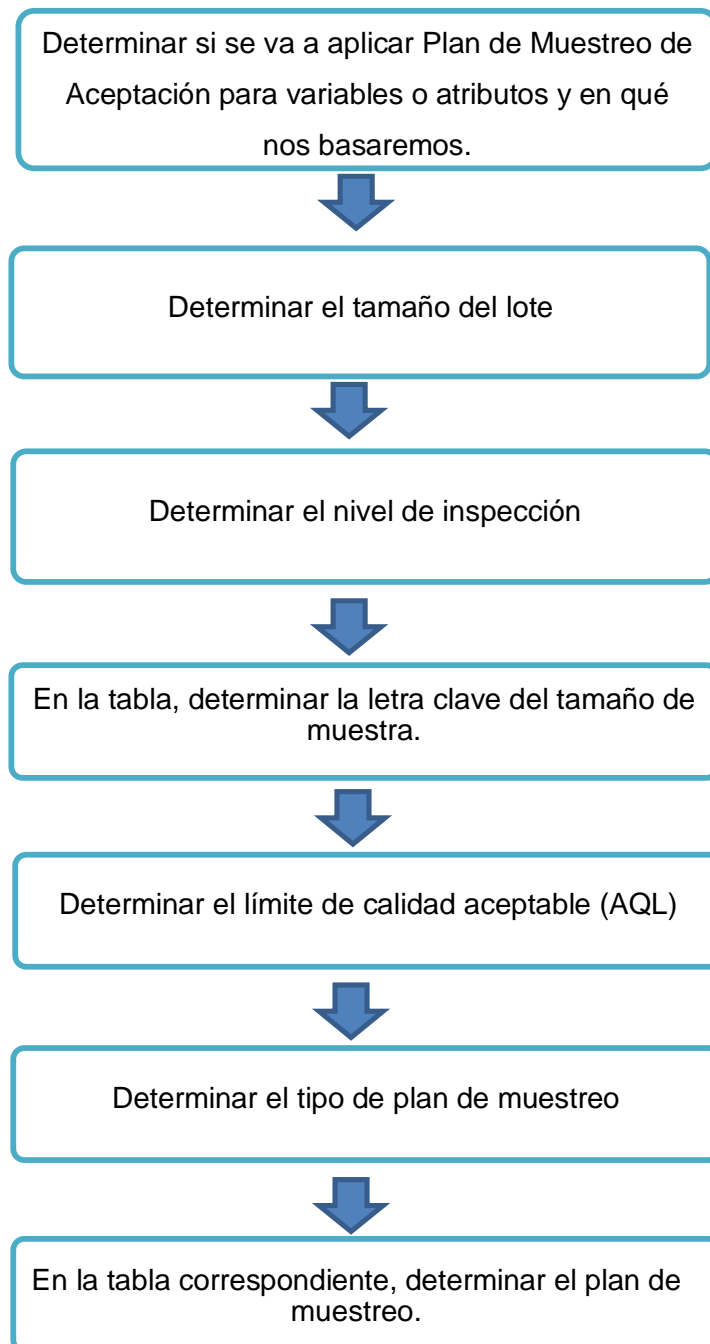 Determinar si se va a aplicar Plan de Muestreo de
Aceptación para variables o atributos y en qué
nos basaremos.
Determinar el tamaño del lote
Determinar el nivel de inspección
En la tabla, determinar la letra clave del tamaño de
muestra.
Determinar el límite de calidad aceptable (AQL)
Determinar el tipo de plan de muestreo
En la tabla correspondiente, determinar el plan de
muestreo.